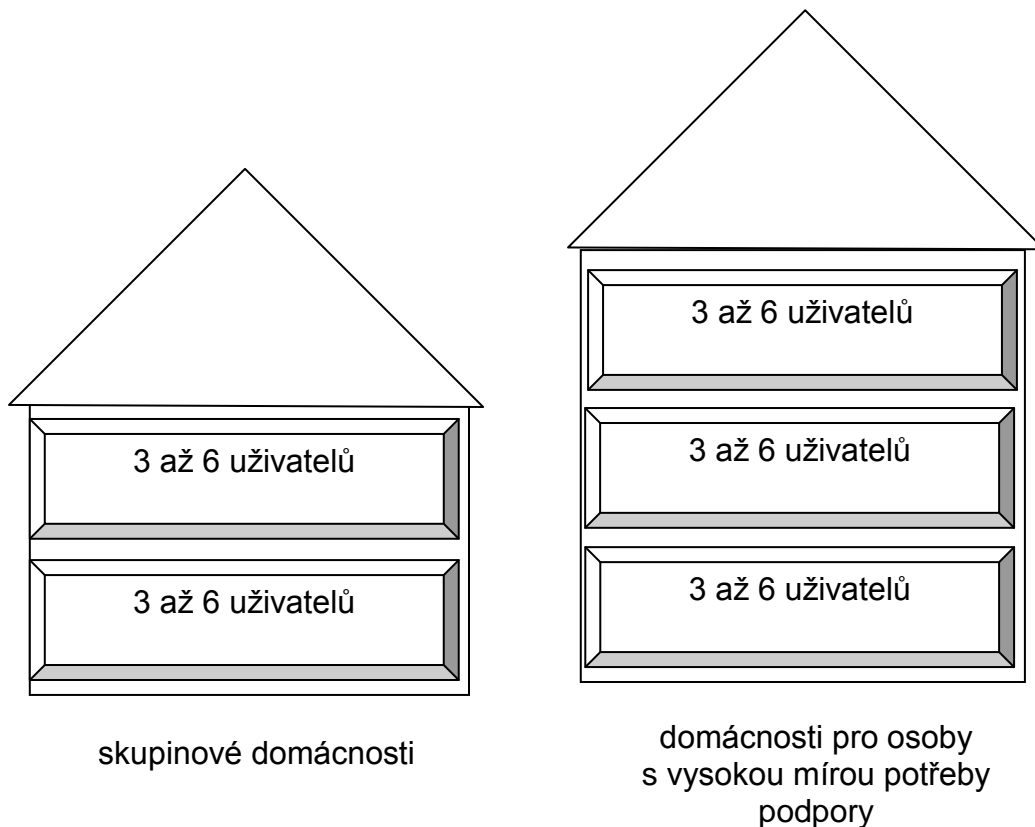 3 až 6 uživatelů
3 až 6 uživatelů
skupinové domácnosti
3 až 6 uživatelů
3 až 6 uživatelů
3 až 6 uživatelů
domácnosti pro osoby
s vysokou mírou potřeby
podpory